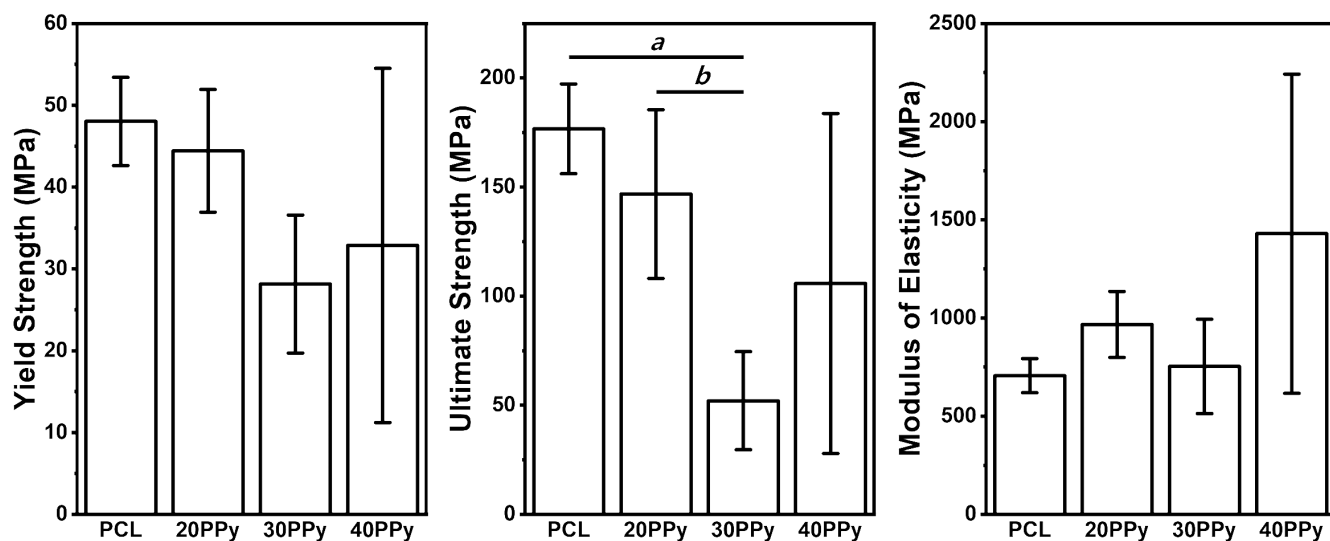 Yield Strength (MPa)
60
50
40
30
20
10
0
PCL 20PPy 30PPy 40PPy
Ultimate Strength (MPa)
200
150
100
50
0
a
b
PCL 20PPy 30PPy 40PPy
Modulus of Elasticity (MPa)
2500
2000
1500
1000
500
0
PCL 20PPy 30PPy 40PPy